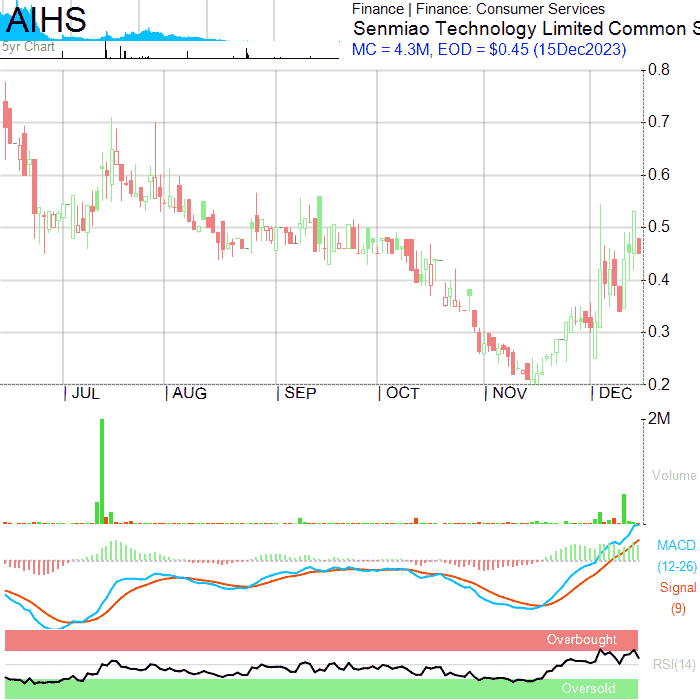 AIHS
5yr Chart
Finance | Finance: Consumer Services
Senmiao Technology Limited Common S
MC = 4.3M, EOD = $0.45 (15Dec2023)
0.8
0.7
0.6
0.5
0.4
0.3
0.2
JUL AUG SEP OCT NOV DEC
2M
Volume
MACD
(12-26)
Signal
(9)
Overbought
RSI(14)
Oversold